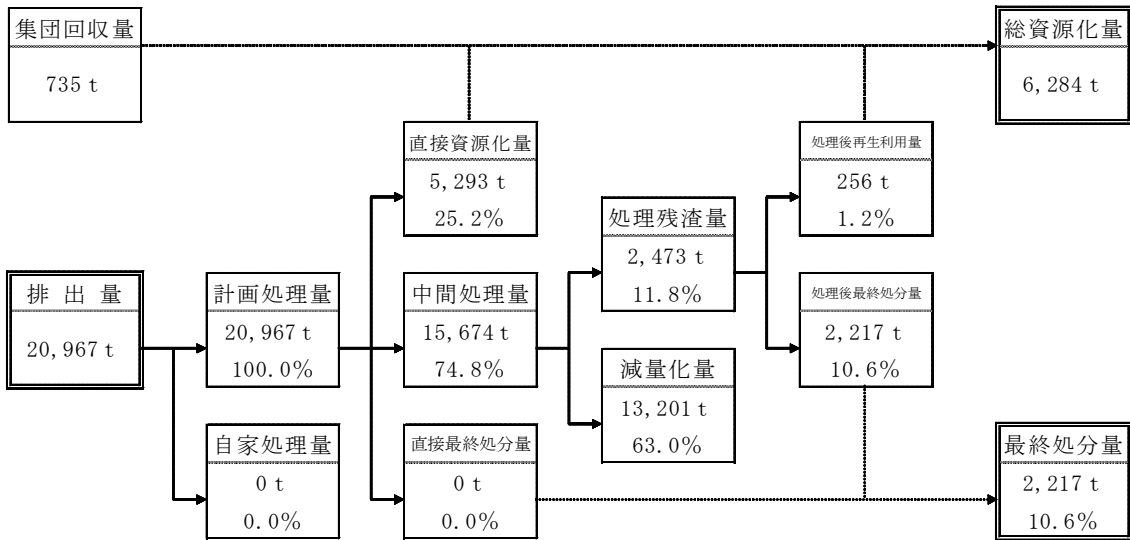 集団回収量
735 t
総資源化量
6,284 t
直接資源化量
5,293 t
25.2%
処理後再生利用量
256 t
1.2%
処理残渣量
2,473 t
11.8%
排出量
20,967 t
計画処理量
20,967 t
100.0%
中間処理量
15,674 t
74.8%
処理後最終処分量
2,217 t
10.6%
減量化量
13,201 t
63.0%
自家処理量
0 t
0.0%
直接最終処分量
0 t
0.0%
最終処分量
2,217 t
10.6%